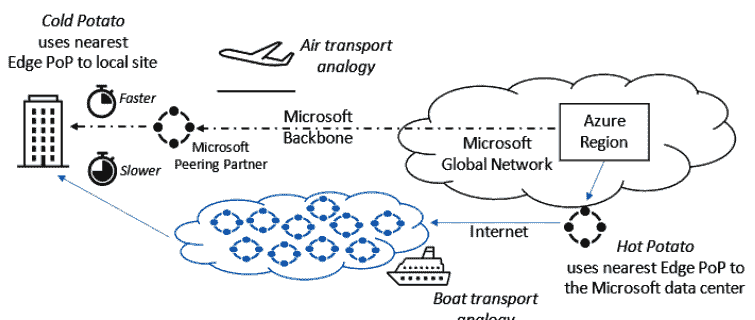 Cold Potato
uses nearest
Edge PoP to local site
Air transport
analogy
Faster
Microsoft
Backbone
Azure
Region
Microsoft
Peering Partner
Microsoft
Global Network
Slower
Internet
Hot Potato
uses nearest Edge PoP to
the Microsoft data center
Boat transport
analogy